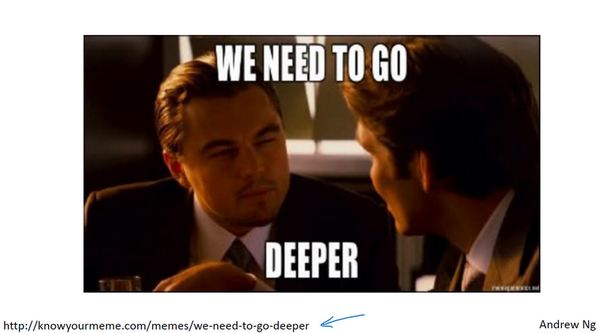 WE NEED TO GO
DEEPER
http://knowyourmeme.com/memes/we-need-to-go-deeper
Andrew Ng